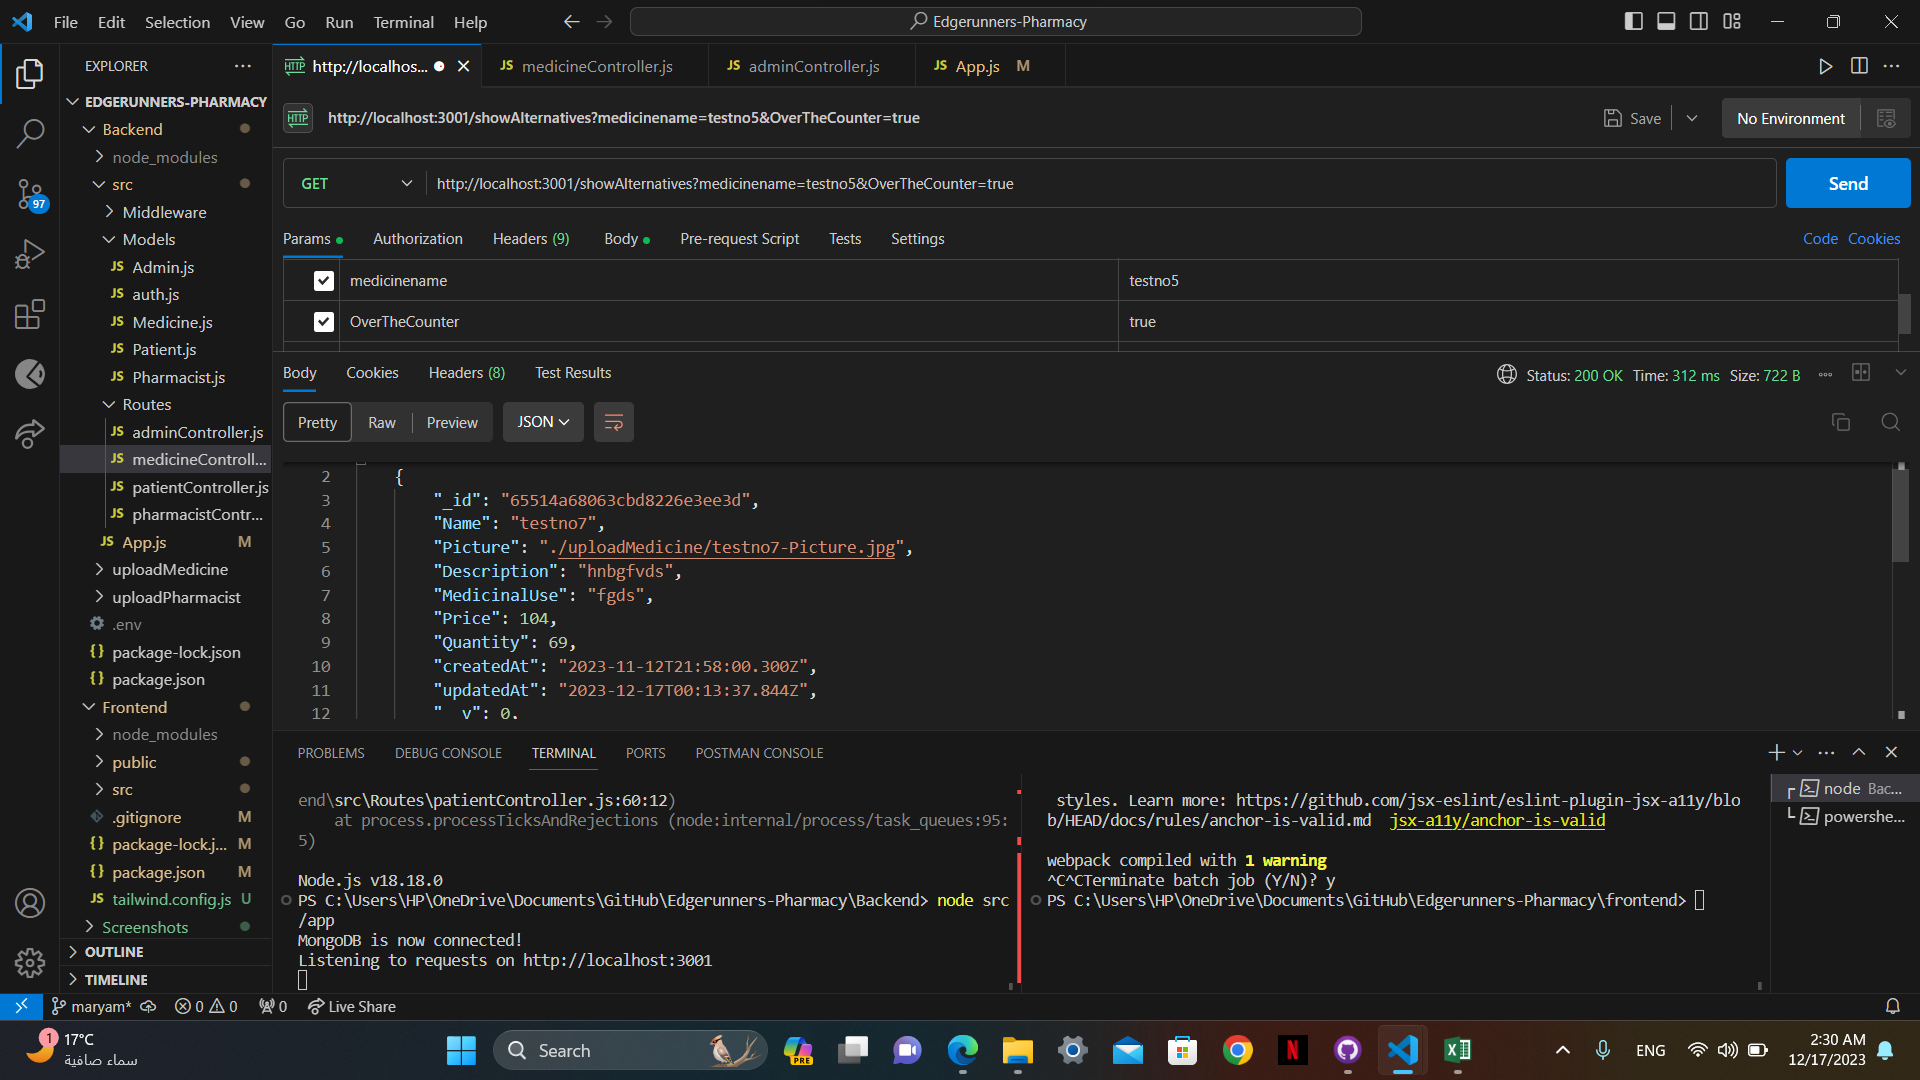 File Edit Selection View Go Run Terminal Help
Edgerunners-Pharmacy
EXPLORER
http://localhos...
JS medicineController.js
JS adminController.js
JS App.js M
EDGERUNNERS-PHARMACY
Backend
node_modules
src
Middleware
Models
JS Admin.js
JS auth.js
JS Medicine.js
JS Patient.js
JS Pharmacist.js
Routes
JS adminController.js
JS medicineControll...
JS patientController.js
JS pharmacistContr...
JS App.js M
uploadMedicine
uploadPharmacist
.env
{} package-lock.json
{} package.json
Frontend
node_modules
public
src
.gitignore M
{} package-lock.j... M
{} package.json M
JS tailwind.config.js U
Screenshots
OUTLINE
TIMELINE
97
HTTP http://localhost:3001/showAlternatives?medicinename=testno5&OverTheCounter=true
Save
No Environment
GET http://localhost:3001/showAlternatives?medicinename=testno5&OverTheCounter=true
Send
Params Authorization Headers (9) Body Pre-request Script Tests Settings
Code Cookies
medicinename testno5
OverTheCounter true
Body Cookies Headers (8) Test Results
Status: 200 OK Time: 312 ms Size: 722 B
Pretty Raw Preview JSON
2 {
3 "_id": "65514a68063cbd8226e3ee3d",
4 "Name": "testno7",
5 "Picture": "./uploadMedicine/testno7-Picture.jpg",
6 "Description": "hnbgfvds",
7 "MedicinalUse": "fgds",
8 "Price": 104,
9 "Quantity": 69,
10 "createdAt": "2023-11-12T21:58:00.300Z",
11 "updatedAt": "2023-12-17T00:13:37.844Z",
12 "__v": 0,
PROBLEMS DEBUG CONSOLE TERMINAL PORTS POSTMAN CONSOLE
end\src\Routes\patientController.js:60:12)
at process.processTicksAndRejections (node:internal/process/task_queues:95:
5)
Node.js v18.18.0
PS C:\Users\HP\OneDrive\Documents\GitHub\Edgerunners-Pharmacy\Backend> node src
/app
MongoDB is now connected!
Listening to requests on http://localhost:3001
styles. Learn more: https://github.com/jsx-eslint/eslint-plugin-jsx-a11y/blo
b/HEAD/docs/rules/anchor-is-valid.md jsx-a11y/anchor-is-valid
webpack compiled with 1 warning
^C^CTerminate batch job (Y/N)? y
PS C:\Users\HP\OneDrive\Documents\GitHub\Edgerunners-Pharmacy\frontend>
node Bac...
powershe...
maryam* 0 0 0 Live Share
1
17°C
سماء صافية
Search
PRE
ENG
2:30 AM
12/17/2023